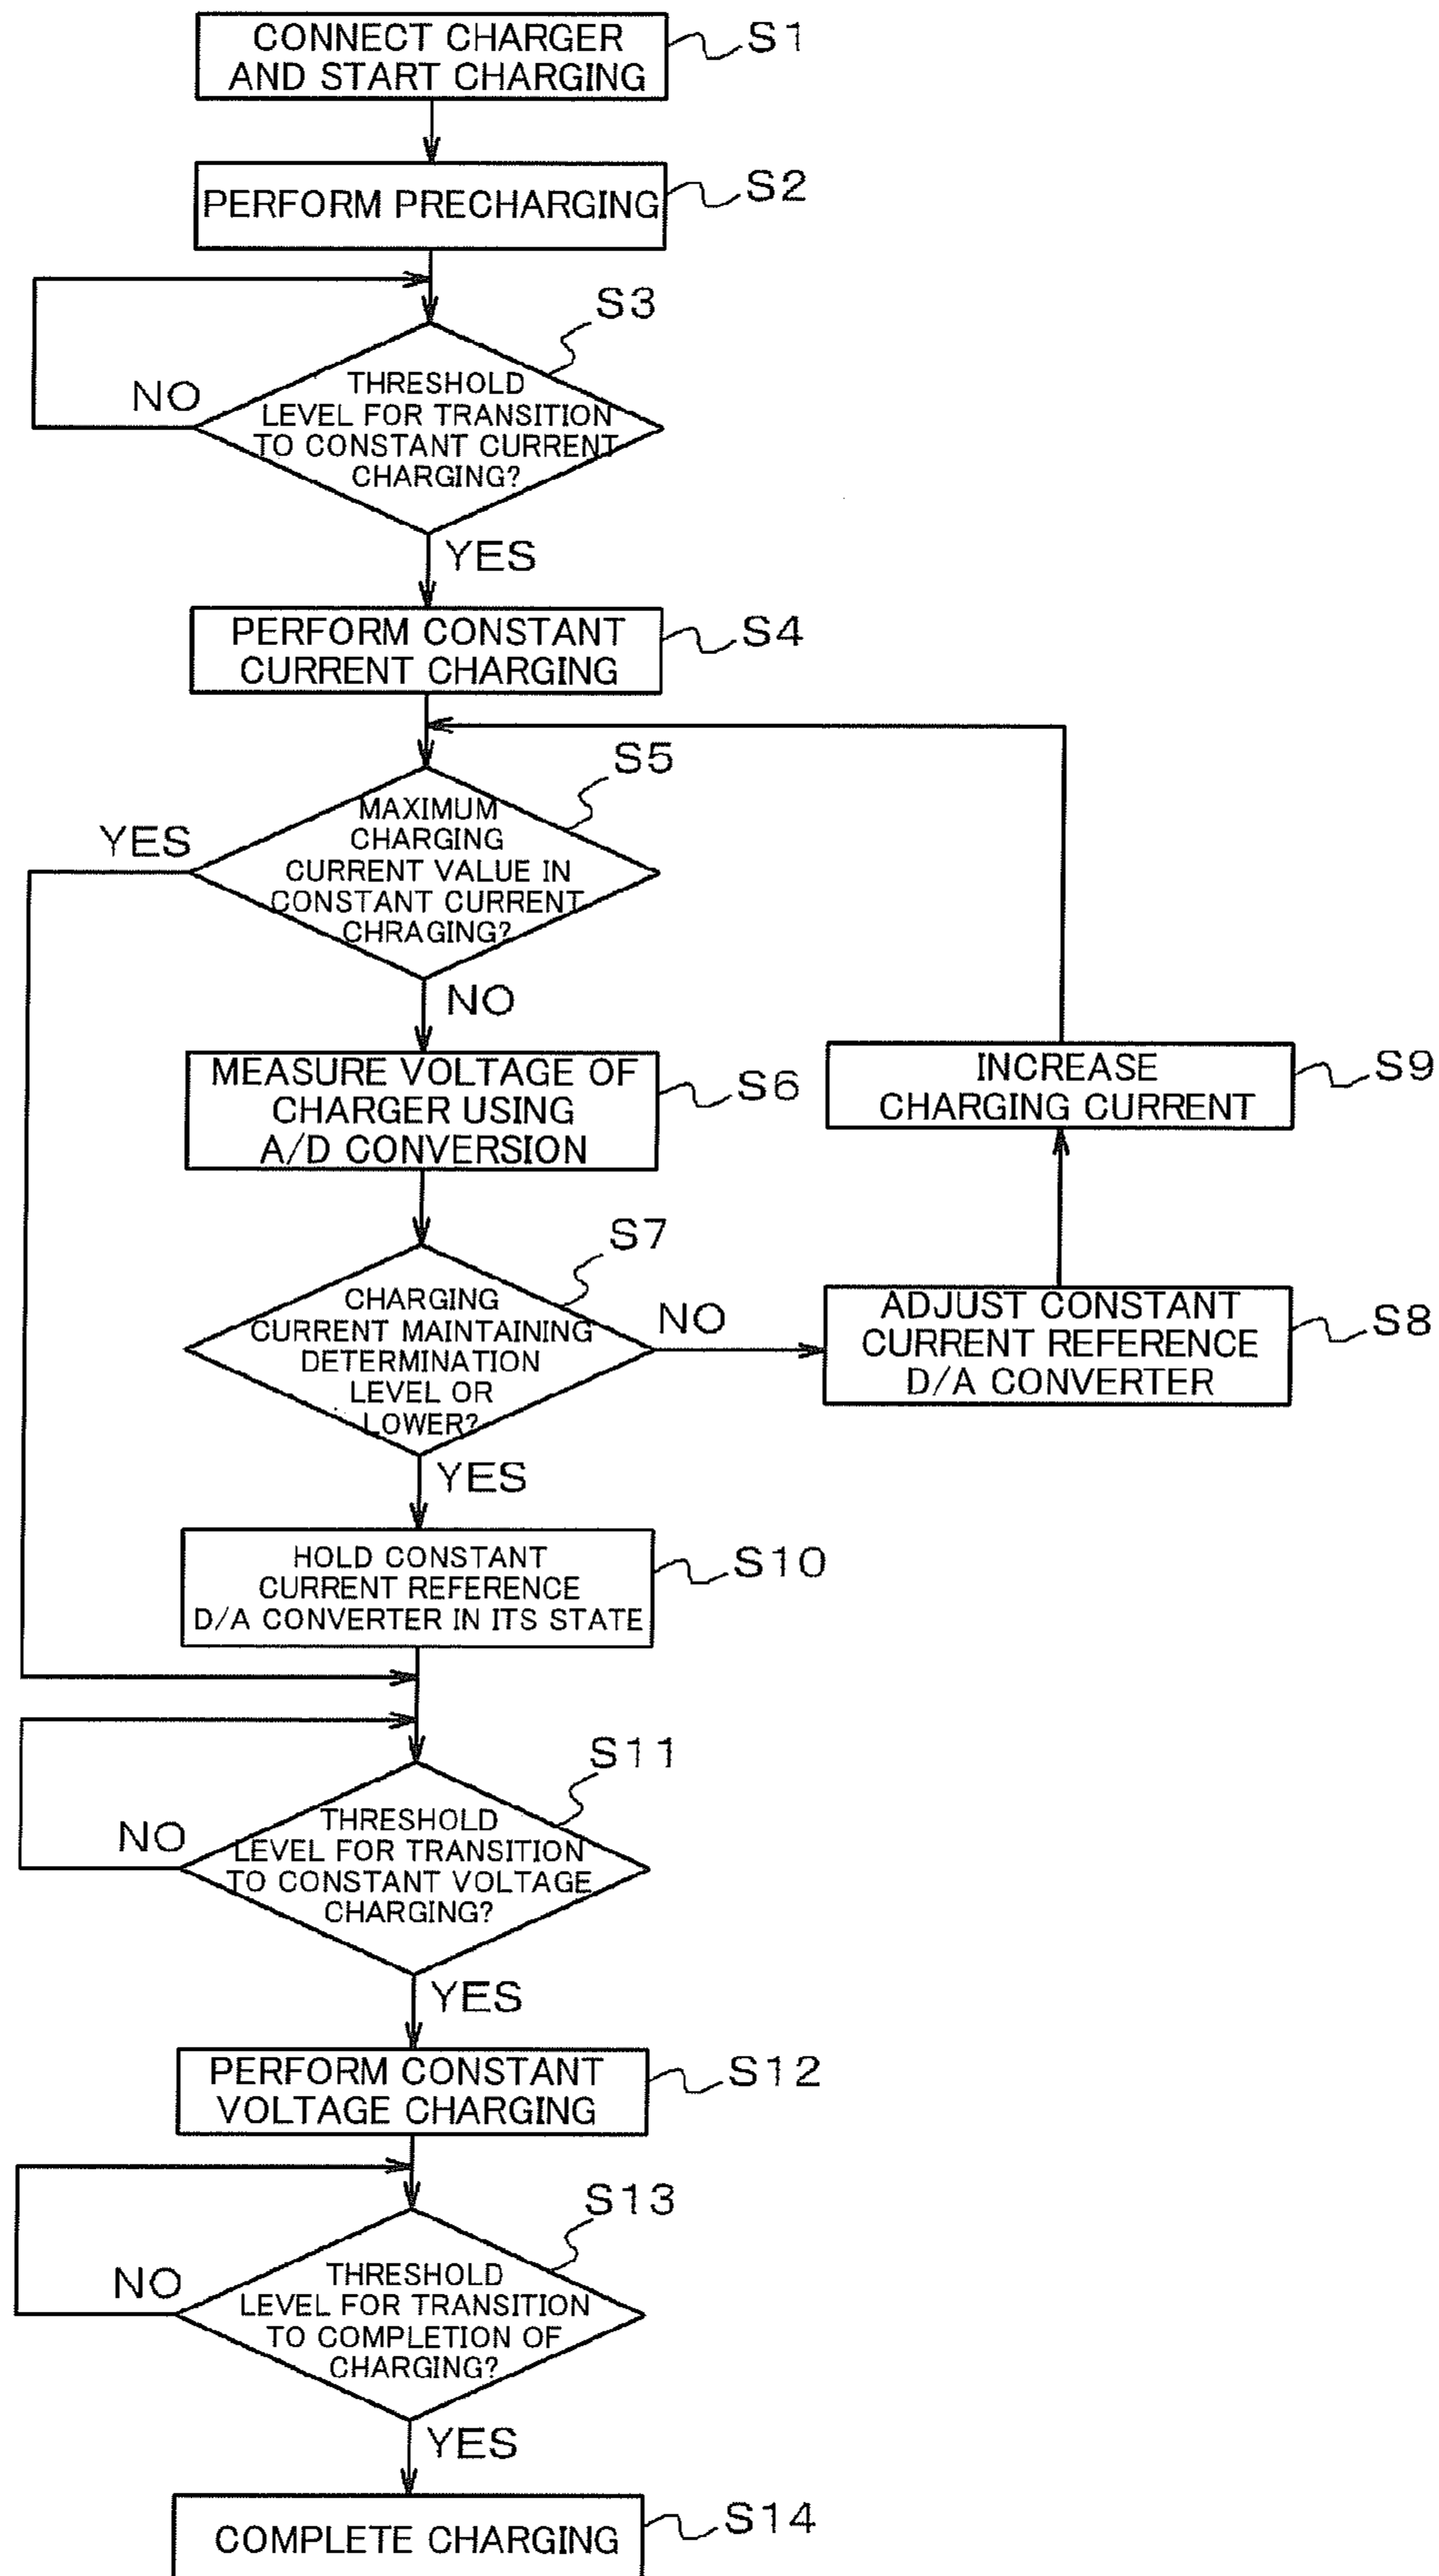 CONNECT CHARGER
AND START CHARGING
S1
PERFORM PRECHARGING
S2
S3
THRESHOLD
LEVEL FOR TRANSITION
TO CONSTANT CURRENT
CHARGING?
NO
YES
PERFORM CONSTANT
CURRENT CHARGING
S4
S5
MAXIMUM
CHARGING
CURRENT VALUE IN
CONSTANT CURRENT
CHRAGING?
YES
NO
MEASURE VOLTAGE OF
CHARGER USING
A/D CONVERSION
S6
INCREASE
CHARGING CURRENT
S9
S7
CHARGING
CURRENT MAINTAINING
DETERMINATION
LEVEL OR
LOWER?
NO
ADJUST CONSTANT
CURRENT REFERENCE
D/A CONVERTER
S8
YES
HOLD CONSTANT
CURRENT REFERENCE
D/A CONVERTER IN ITS STATE
S10
S11
THRESHOLD
LEVEL FOR TRANSITION
TO CONSTANT VOLTAGE
CHARGING?
NO
YES
PERFORM CONSTANT
VOLTAGE CHARGING
S12
S13
THRESHOLD
LEVEL FOR TRANSITION
TO COMPLETION OF
CHARGING?
NO
YES
COMPLETE CHARGING
S14